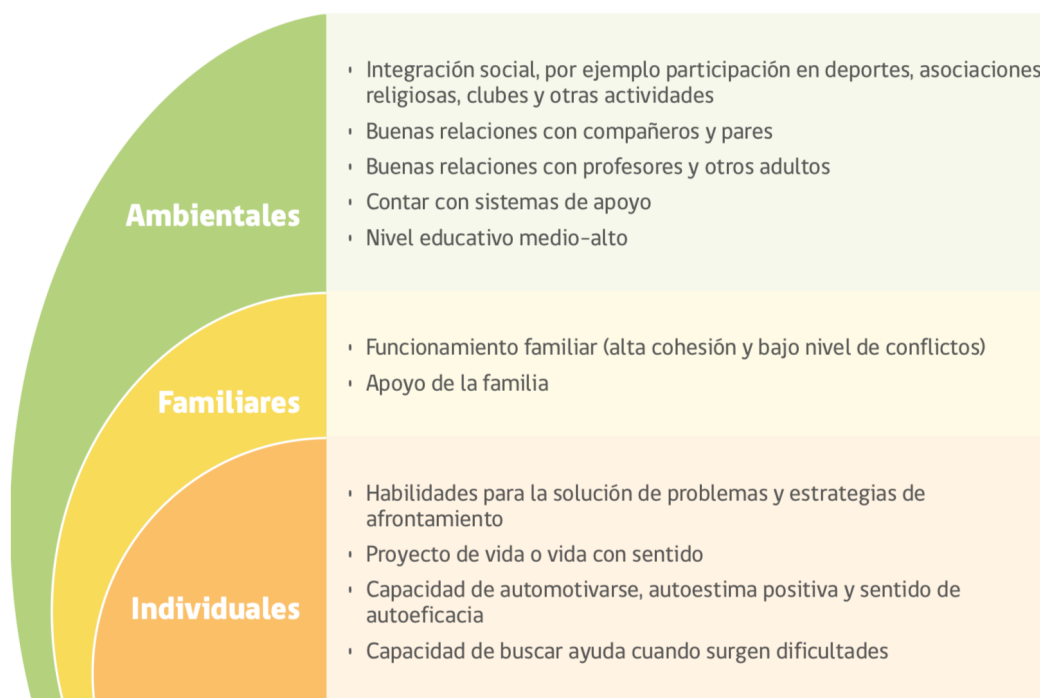 Ambientales
· Integración social, por ejemplo participación en deportes, asociaciones
religiosas, clubes y otras actividades
· Buenas relaciones con compañeros y pares
· Buenas relaciones con profesores y otros adultos
· Contar con sistemas de apoyo
· Nivel educativo medio-alto
Familiares
· Funcionamiento familiar (alta cohesión y bajo nivel de conflictos)
· Apoyo de la familia
Individuales
· Habilidades para la solución de problemas y estrategias de
afrontamiento
· Proyecto de vida o vida con sentido
· Capacidad de automotivarse, autoestima positiva y sentido de
autoeficacia
· Capacidad de buscar ayuda cuando surgen dificultades